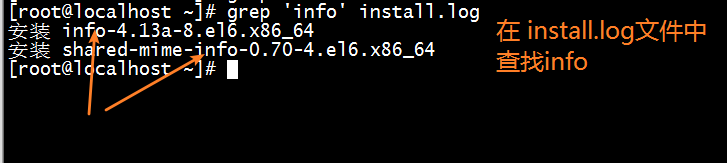 [root@localhost ~]# grep 'info' install.log
安装 info-4.13a-8.el6.x86_64
安装 shared-mime-info-0.70-4.el6.x86_64
[root@localhost ~]#
在 install.log文件中
查找info